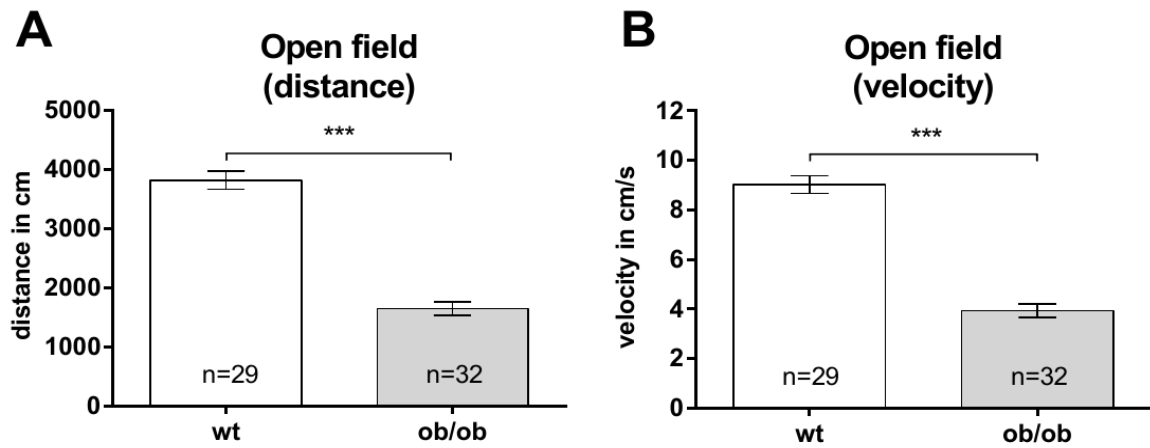 A
Open field
(distance)
5000
4000
3000
2000
1000
0
distance in cm
***
n=29
n=32
wt
ob/ob
B
Open field
(velocity)
12
10
8
6
4
2
0
velocity in cm/s
***
n=29
n=32
wt
ob/ob